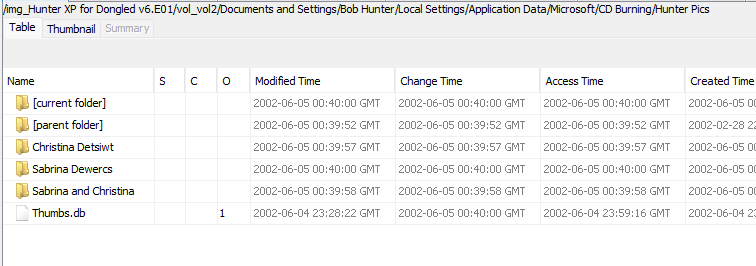 /img_Hunter XP for Dongled v6.E01/vol_vol2/Documents and Settings/Bob Hunter/Local Settings/Application Data/Microsoft/CD Burning/Hunter Pics
Table Thumbnail Summary
Name S C O Modified Time Change Time Access Time Created Time
[current folder] 2002-06-05 00:40:00 GMT 2002-06-05 00:40:00 GMT 2002-06-05 00:40:00 GMT 2002-06-05 00
[parent folder] 2002-06-05 00:39:52 GMT 2002-06-05 00:39:52 GMT 2002-06-05 00:39:52 GMT 2002-02-28 22
Christina Detsiwt 2002-06-05 00:39:57 GMT 2002-06-05 00:39:57 GMT 2002-06-05 00:39:57 GMT 2002-06-05 00
Sabrina Dewercs 2002-06-05 00:40:00 GMT 2002-06-05 00:40:00 GMT 2002-06-05 00:40:00 GMT 2002-06-05 00
Sabrina and Christina 2002-06-05 00:39:58 GMT 2002-06-05 00:39:58 GMT 2002-06-05 00:39:58 GMT 2002-06-05 00
Thumbs.db 1 2002-06-04 23:28:22 GMT 2002-06-05 00:40:00 GMT 2002-06-04 23:59:16 GMT 2002-06-04 23